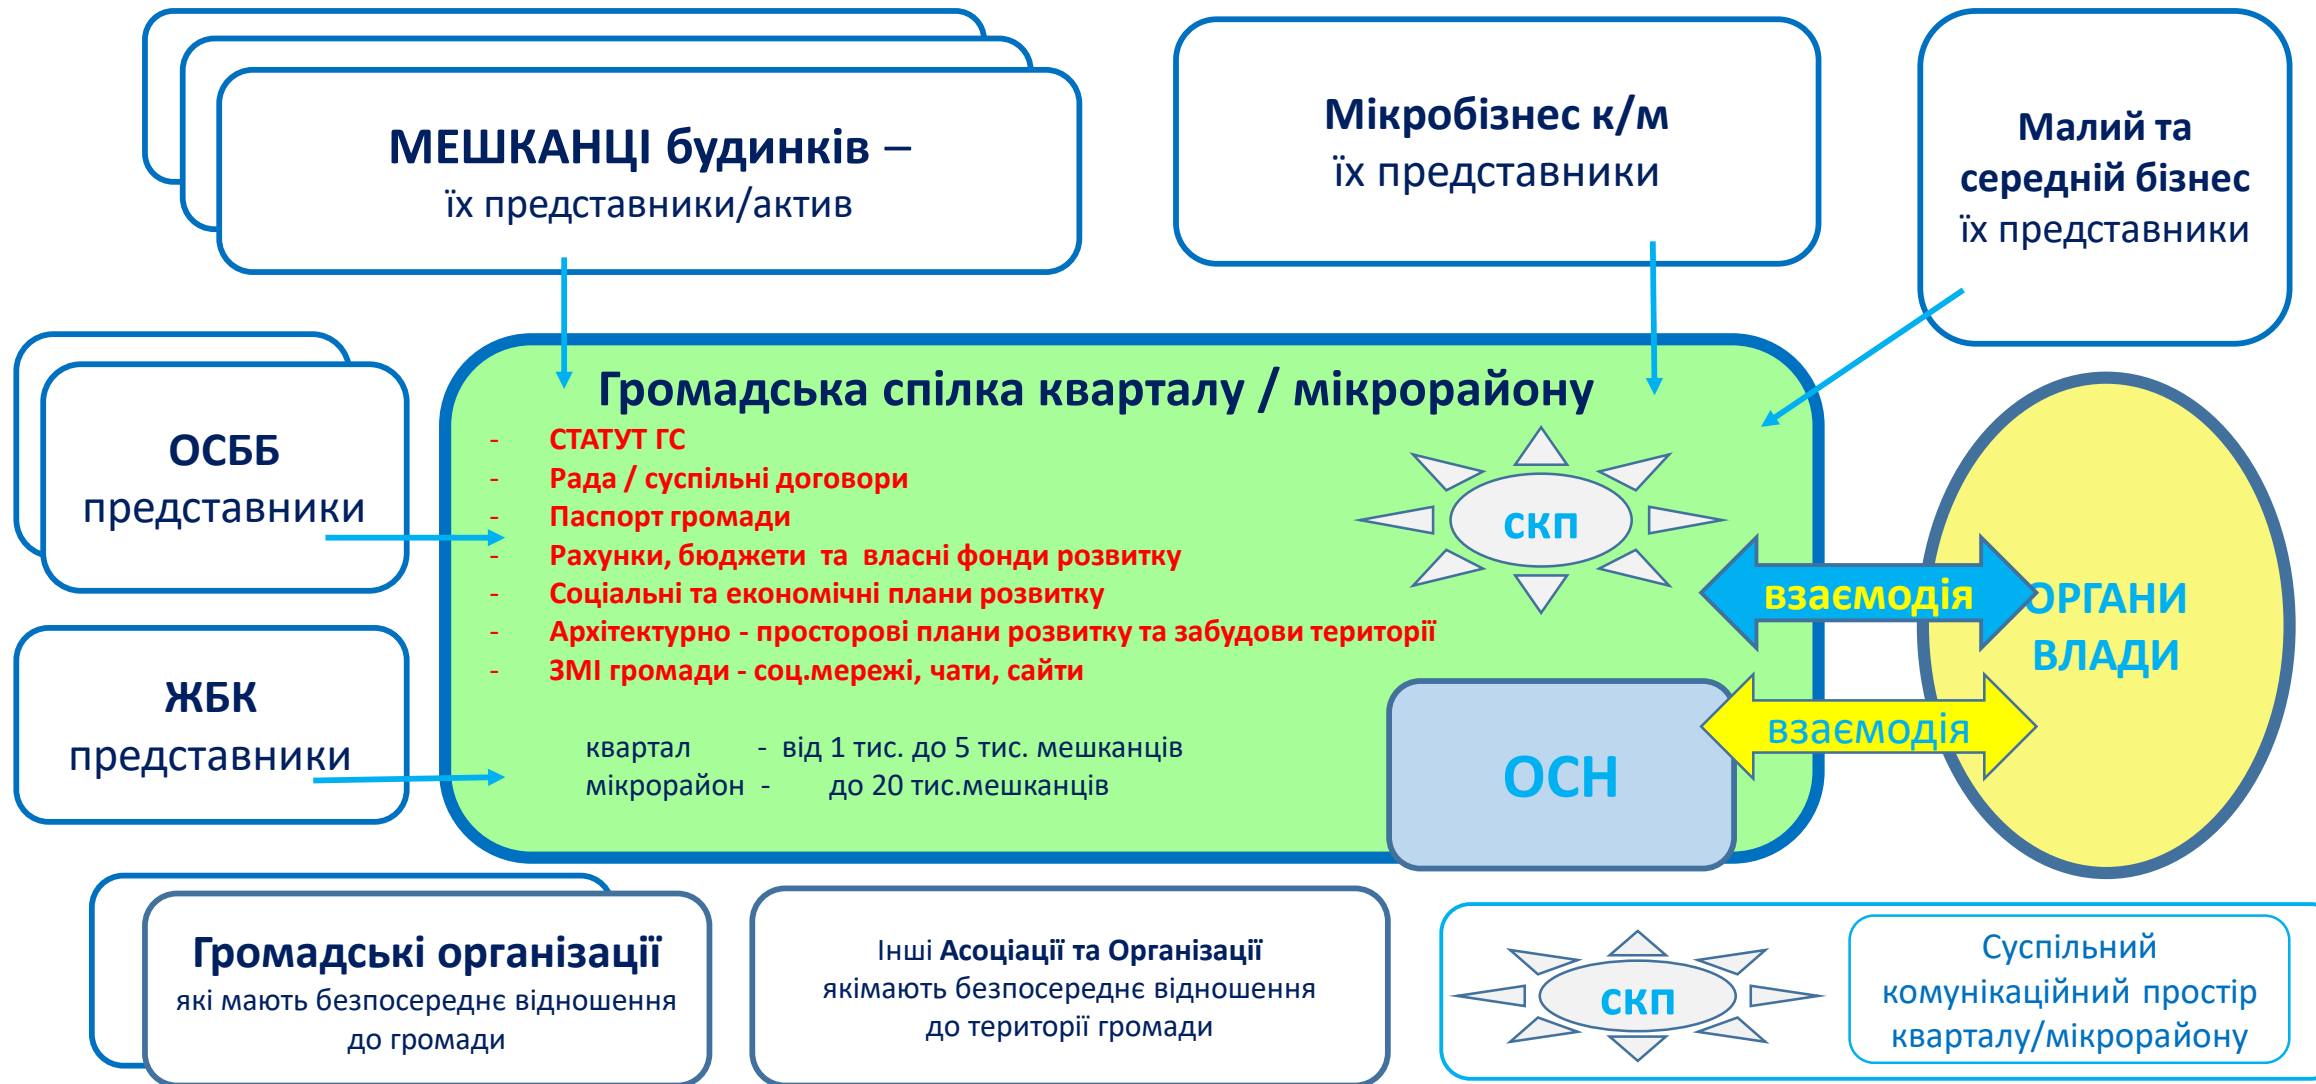 МЕШКАНЦІ будинків –
їх представники/актив
Мікробізнес к/м
їх представники
Малий та
середній бізнес
їх представники
ОСББ
представники
ЖБК
представники
Громадська спілка кварталу / мікрорайону
- СТАТУТ ГС
- Рада / суспільні договори
- Паспорт громади
- Рахунки, бюджети та власні фонди розвитку
- Соціальні та економічні плани розвитку
- Архітектурно - просторові плани розвитку та забудови території
- ЗМІ громади - соц.мережі, чати, сайти
квартал - від 1 тис. до 5 тис. мешканців
мікрорайон - до 20 тис.мешканців
скп
взаємодія
взаємодія
ОСН
ОРГАНИ
ВЛАДИ
Громадські організації
які мають безпосереднє відношення
до громади
Інші Асоціації та Організації
якімають безпосереднє відношення
до території громади
скп
Суспільний
комунікаційний простір
кварталу/мікрорайону